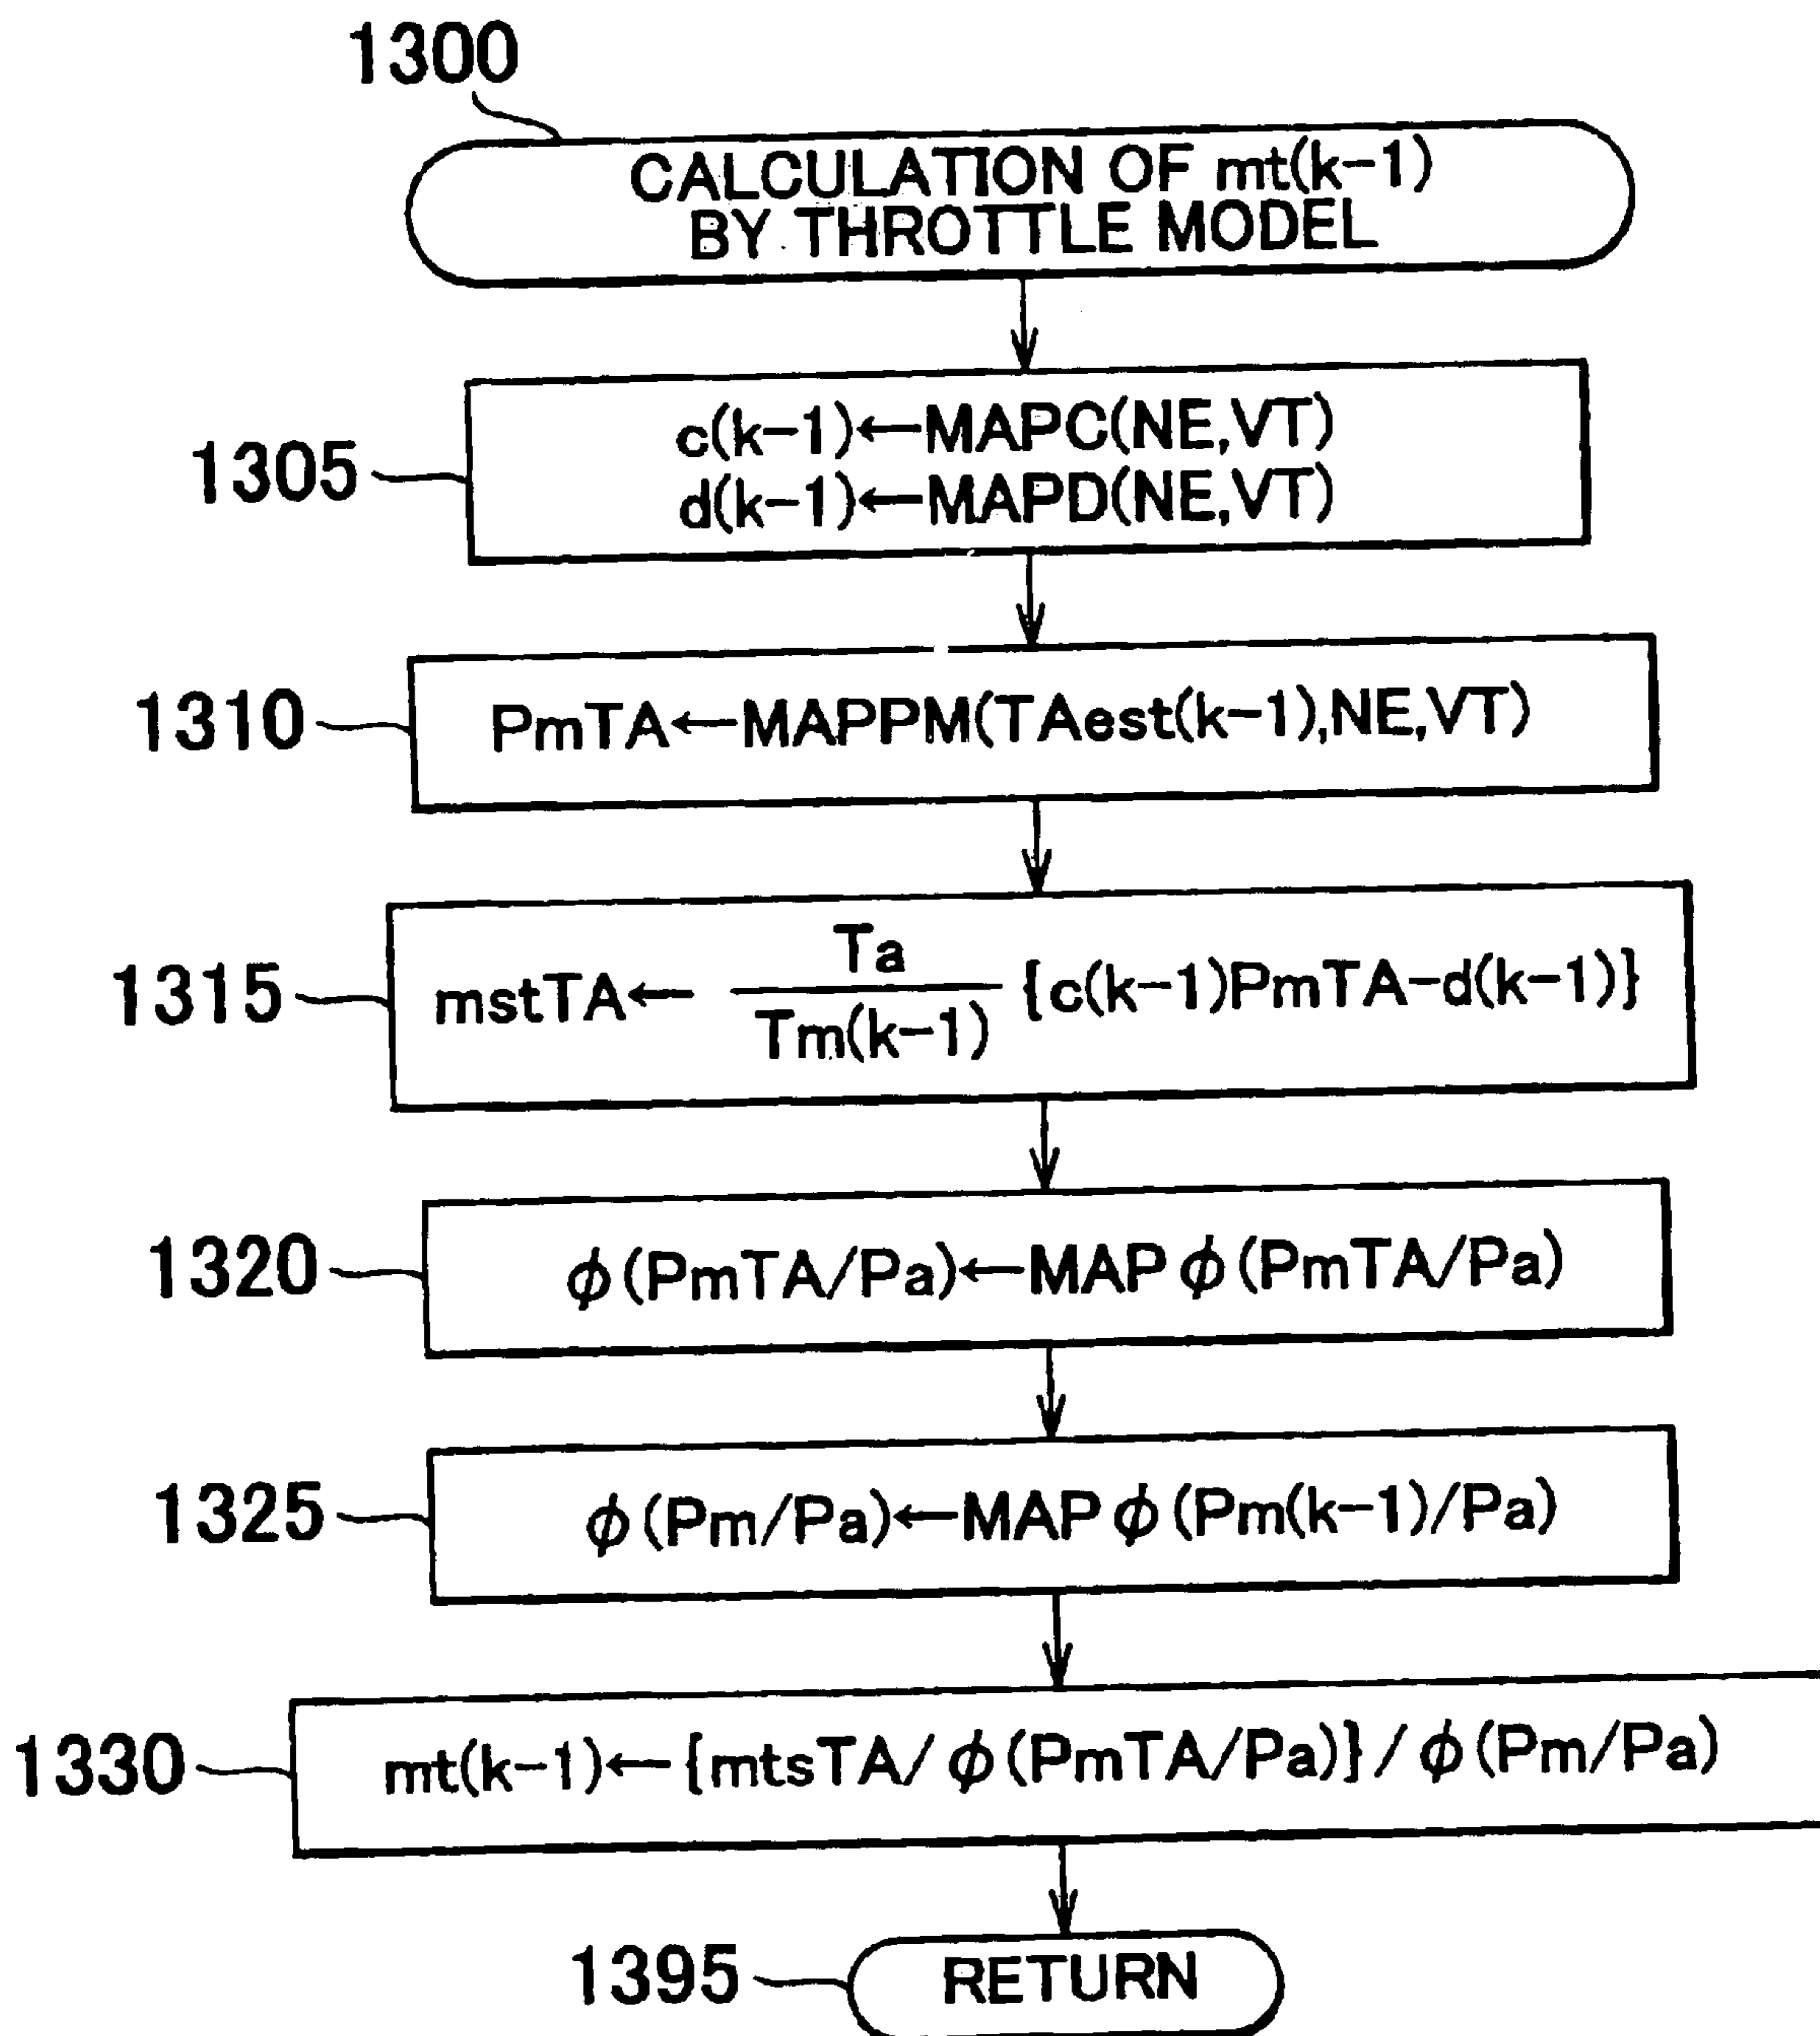 1300
CALCULATION OF mt(k-1)
BY THROTTLE MODEL
1305
c(k-1)←MAPC(NE,VT)
d(k-1)←MAPD(NE,VT)
1310
PmTA←MAPPM(TAest(k-1),NE,VT)
1315
mstTA← Ta/Tm(k-1) {c(k-1)PmTA-d(k-1)}
1320
φ(PmTA/Pa)←MAPφ(PmTA/Pa)
1325
φ(Pm/Pa)←MAPφ(Pm(k-1)/Pa)
1330
mt(k-1)←{mtsTA/φ(PmTA/Pa)}/φ(Pm/Pa)
1395
RETURN